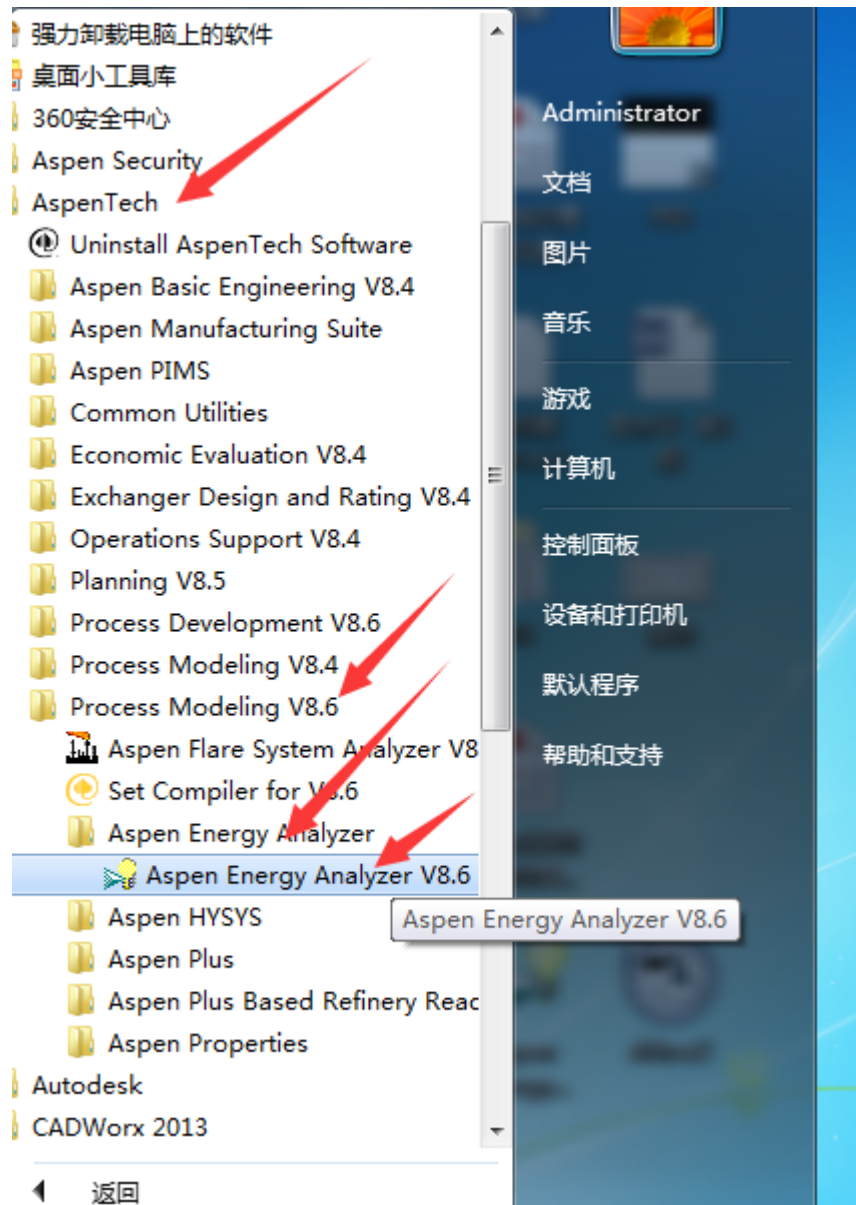 强力卸载电脑上的软件
桌面小工具库
360安全中心
Aspen Security
AspenTech
Uninstall AspenTech Software
Aspen Basic Engineering V8.4
Aspen Manufacturing Suite
Aspen PIMS
Common Utilities
Economic Evaluation V8.4
Exchanger Design and Rating V8.4
Operations Support V8.4
Planning V8.5
Process Development V8.6
Process Modeling V8.4
Process Modeling V8.6
Aspen Flare System Analyzer V8
Set Compiler for V8.6
Aspen Energy Analyzer
Aspen Energy Analyzer V8.6
Aspen HYSYS
Aspen Energy Analyzer V8.6
Aspen Plus
Aspen Plus Based Refinery Reac
Aspen Properties
Autodesk
CADWorx 2013
返回
Administrator
文档
图片
音乐
游戏
计算机
控制面板
设备和打印机
默认程序
帮助和支持